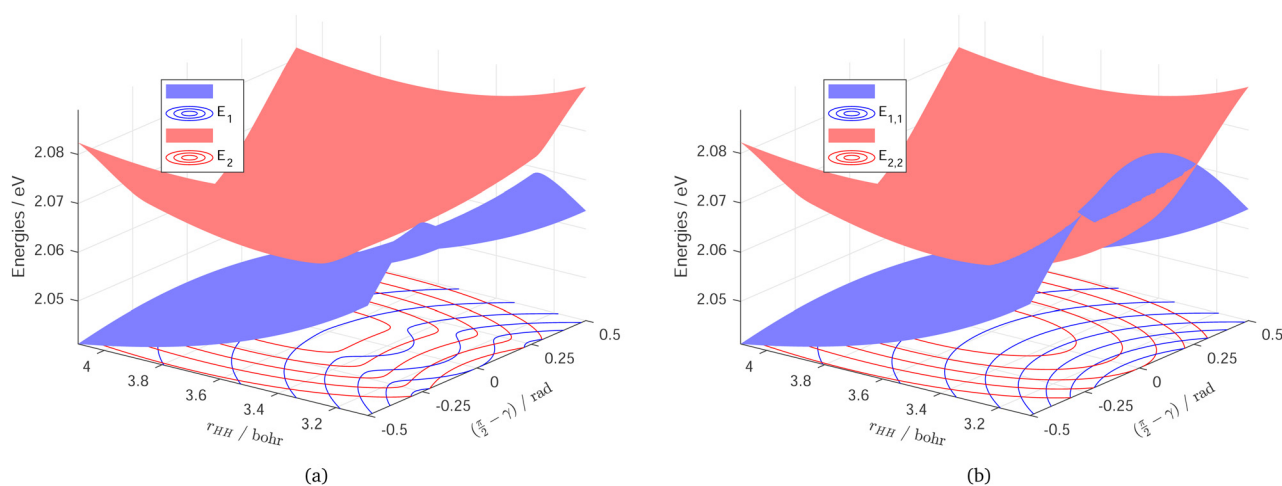 E1
E2
Energies / eV
2.08
2.07
2.06
2.05
4
3.8
3.6
3.4
3.2
rHH / bohr
-0.5
-0.25
0
0.25
0.5
(π/2 − γ) / rad
(a)
E1,1
E2,2
Energies / eV
2.08
2.07
2.06
2.05
4
3.8
3.6
3.4
3.2
rHH / bohr
-0.5
-0.25
0
0.25
0.5
(π/2 − γ) / rad
(b)